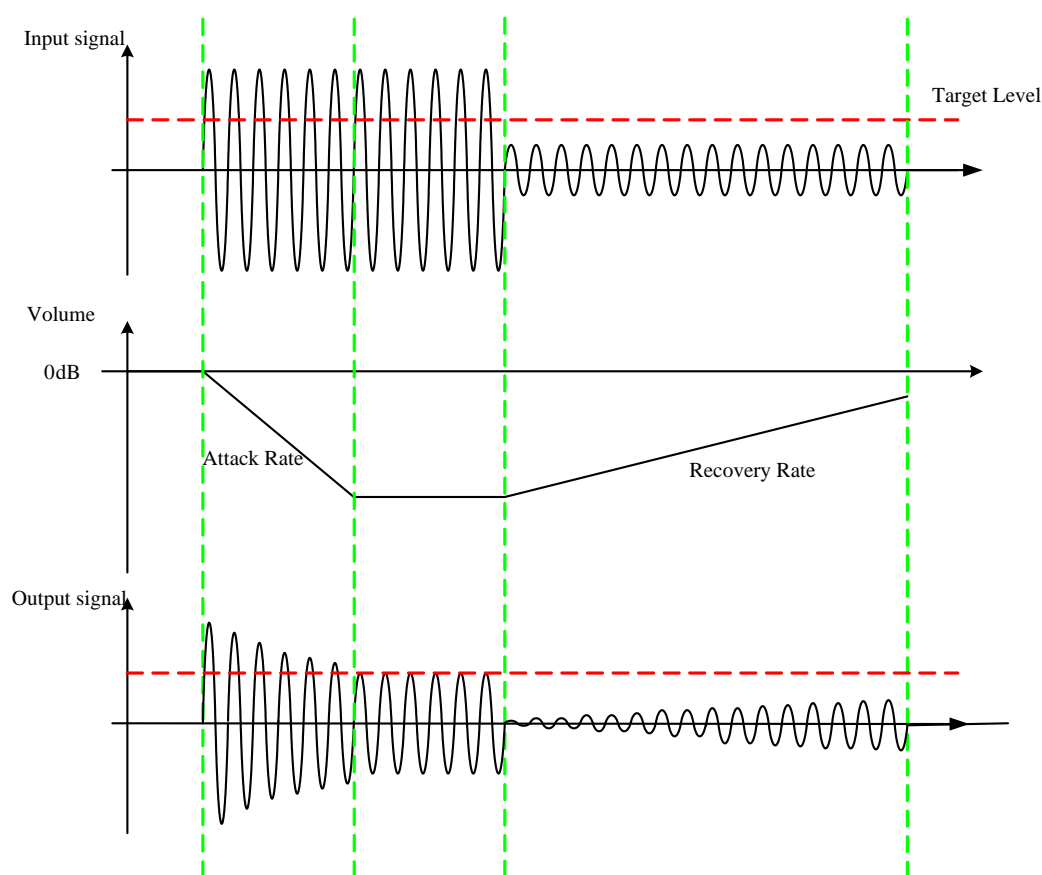 Input signal
Target Level
Volume
0dB
Attack Rate
Recovery Rate
Output signal